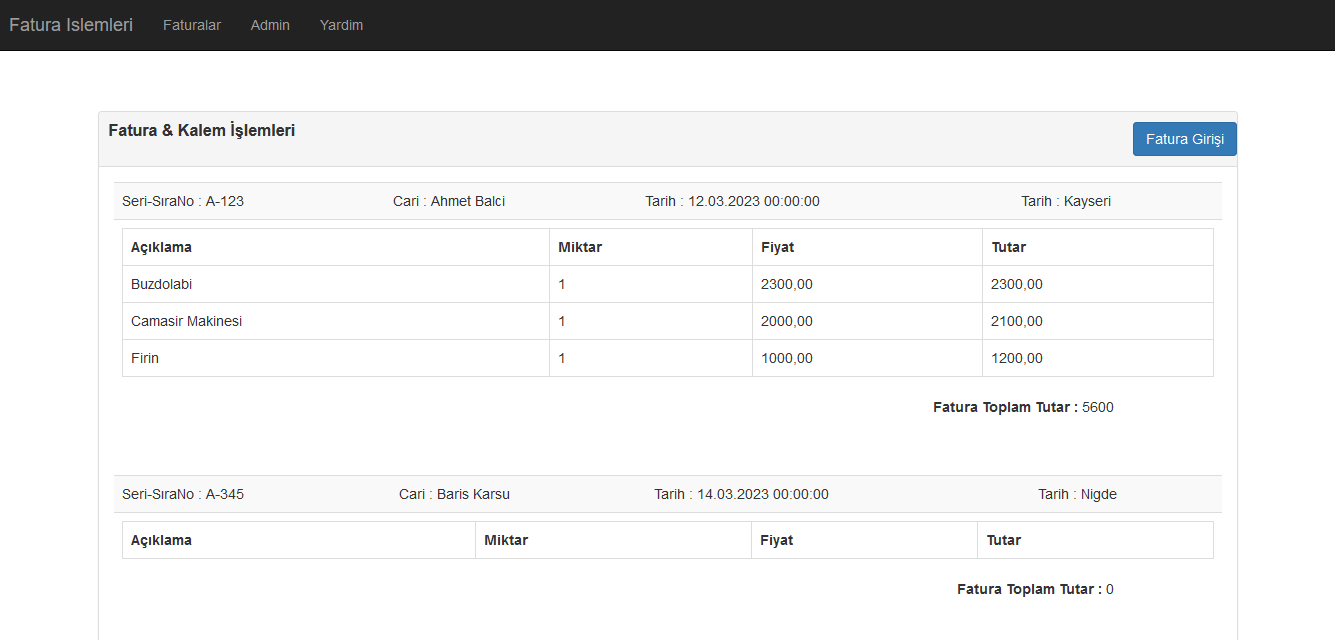 Fatura Islemleri Faturalar Admin Yardim
Fatura & Kalem İşlemleri
Fatura Girişi
Seri-SıraNo : A-123 Cari : Ahmet Balci Tarih : 12.03.2023 00:00:00 Tarih : Kayseri
Açıklama Miktar Fiyat Tutar
Buzdolabi 1 2300,00 2300,00
Camasir Makinesi 1 2000,00 2100,00
Firin 1 1000,00 1200,00
Fatura Toplam Tutar : 5600
Seri-SıraNo : A-345 Cari : Baris Karsu Tarih : 14.03.2023 00:00:00 Tarih : Nigde
Açıklama Miktar Fiyat Tutar
Fatura Toplam Tutar : 0